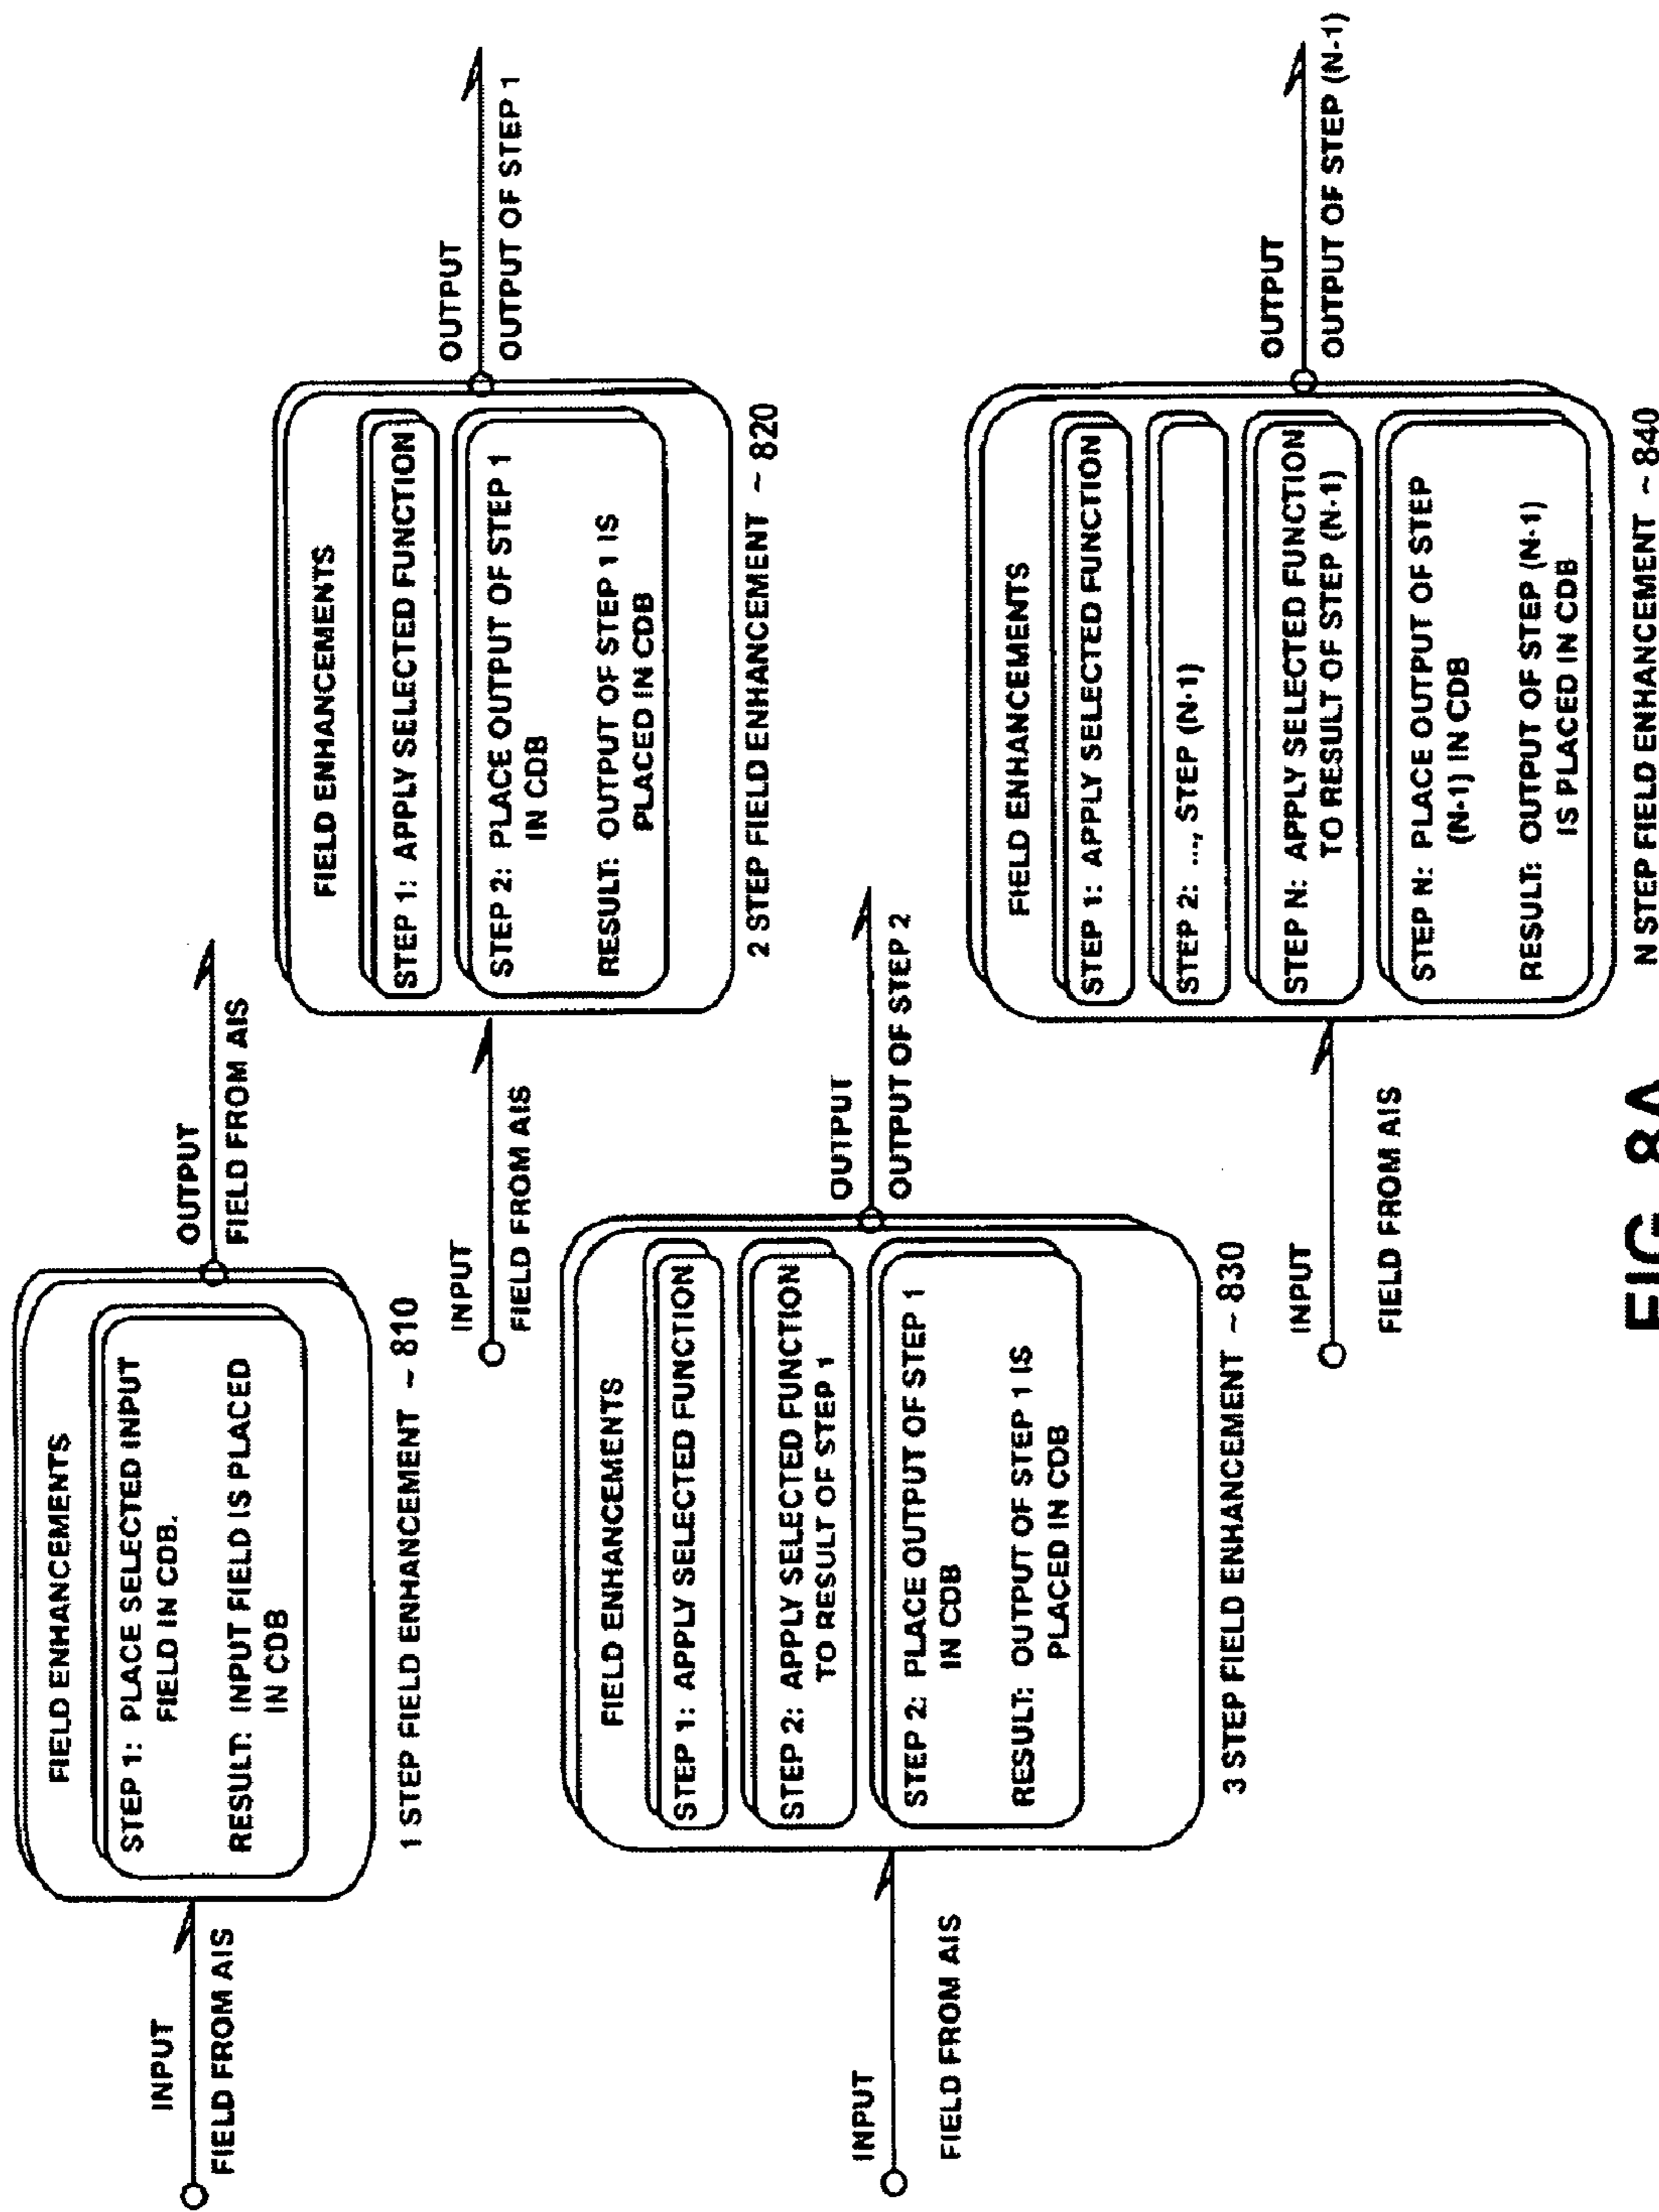 INPUT
FIELD FROM AIS
FIELD ENHANCEMENTS
STEP 1: PLACE SELECTED INPUT
FIELD IN CDB.
RESULT: INPUT FIELD IS PLACED
IN CDB
1 STEP FIELD ENHANCEMENT ~ 810
OUTPUT
FIELD FROM AIS
INPUT
FIELD FROM AIS
FIELD ENHANCEMENTS
STEP 1: APPLY SELECTED FUNCTION
STEP 2: PLACE OUTPUT OF STEP 1
IN CDB
RESULT: OUTPUT OF STEP 1 IS
PLACED IN CDB
2 STEP FIELD ENHANCEMENT ~ 820
OUTPUT
OUTPUT OF STEP 1
INPUT
FIELD FROM AIS
FIELD ENHANCEMENTS
STEP 1: APPLY SELECTED FUNCTION
STEP 2: APPLY SELECTED FUNCTION
TO RESULT OF STEP 1
STEP 2: PLACE OUTPUT OF STEP 1
IN CDB
RESULT: OUTPUT OF STEP 1 IS
PLACED IN CDB
3 STEP FIELD ENHANCEMENT ~ 830
OUTPUT
OUTPUT OF STEP 2
INPUT
FIELD FROM AIS
FIELD ENHANCEMENTS
STEP 1: APPLY SELECTED FUNCTION
STEP 2: ..., STEP (N-1)
STEP N: APPLY SELECTED FUNCTION
TO RESULT OF STEP (N-1)
STEP N: PLACE OUTPUT OF STEP
(N-1) IN CDB
RESULT: OUTPUT OF STEP (N-1)
IS PLACED IN CDB
N STEP FIELD ENHANCEMENT ~ 840
OUTPUT
OUTPUT OF STEP (N-1)
FIG 8A